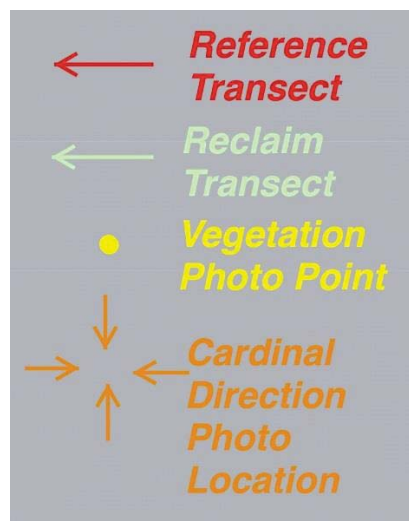 Reference
Transect
Reclaim
Transect
Vegetation
Photo Point
Cardinal
Direction
Photo
Location